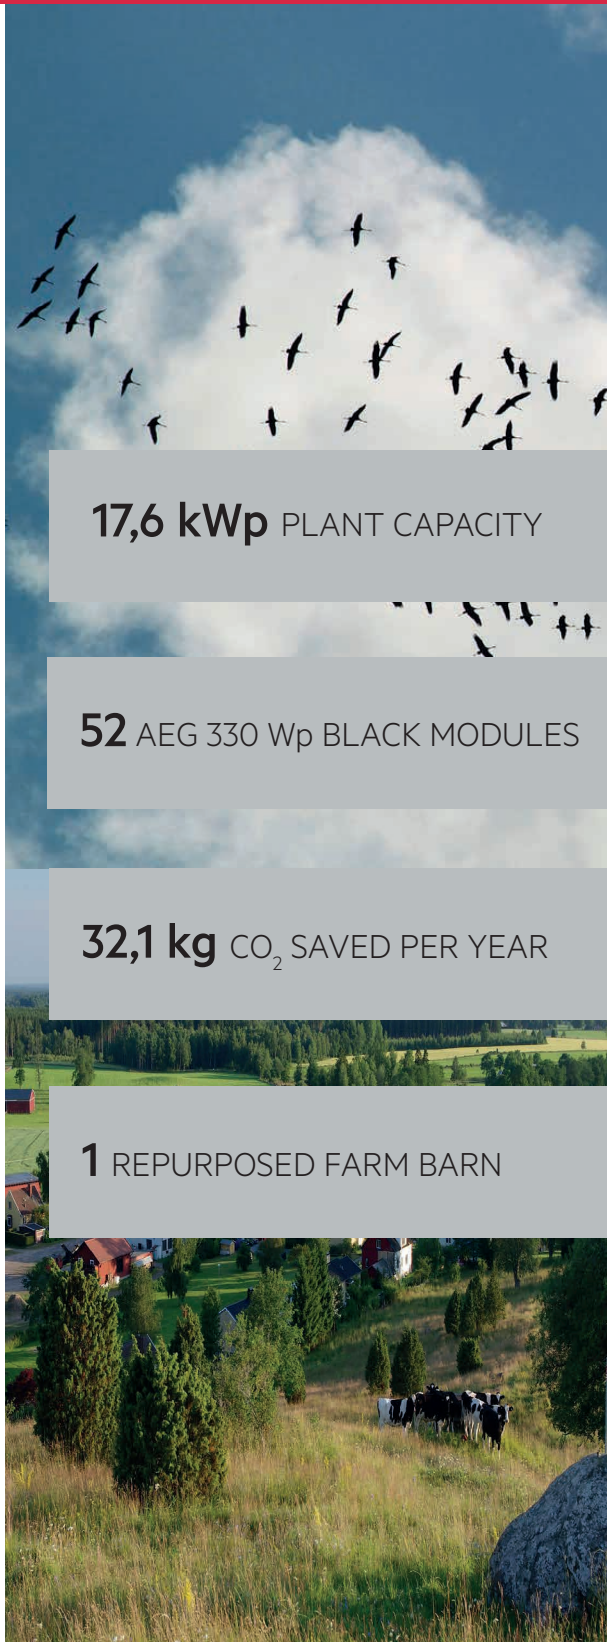 17,6 kWp PLANT CAPACITY
52 AEG 330 Wp BLACK MODULES
32,1 kg CO₂ SAVED PER YEAR
1 REPURPOSED FARM BARN